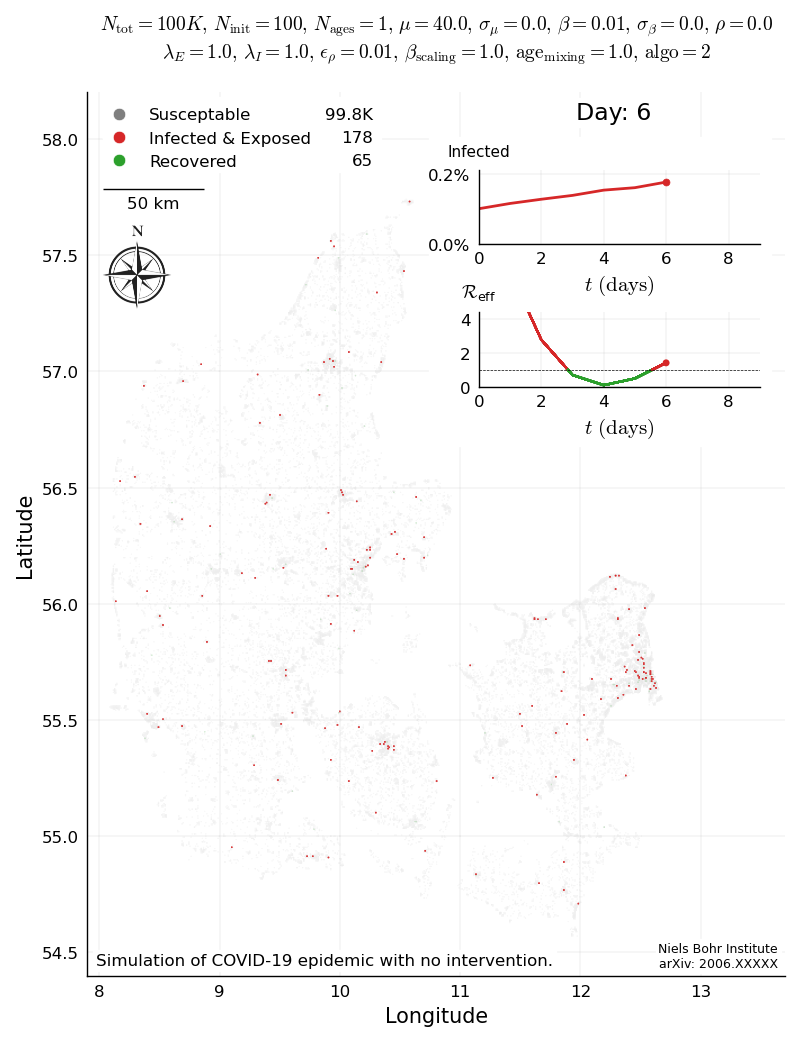 N_tot = 100K, N_init = 100, N_ages = 1, μ = 40.0, σ_μ = 0.0, β = 0.01, σ_β = 0.0, ρ = 0.0
λ_E = 1.0, λ_I = 1.0, ϵ_ρ = 0.01, β_scaling = 1.0, age_mixing = 1.0, algo = 2
Susceptable 99.8K
Infected & Exposed 178
Recovered 65
50 km
N
Day: 6
Infected
0.2%
0.0%
0 2 4 6 8
t (days)
R_eff
4
2
0
0 2 4 6 8
t (days)
Latitude
58.0
57.5
57.0
56.5
56.0
55.5
55.0
54.5
Simulation of COVID-19 epidemic with no intervention.
Niels Bohr Institute
arXiv: 2006.XXXXX
8 9 10 11 12 13
Longitude